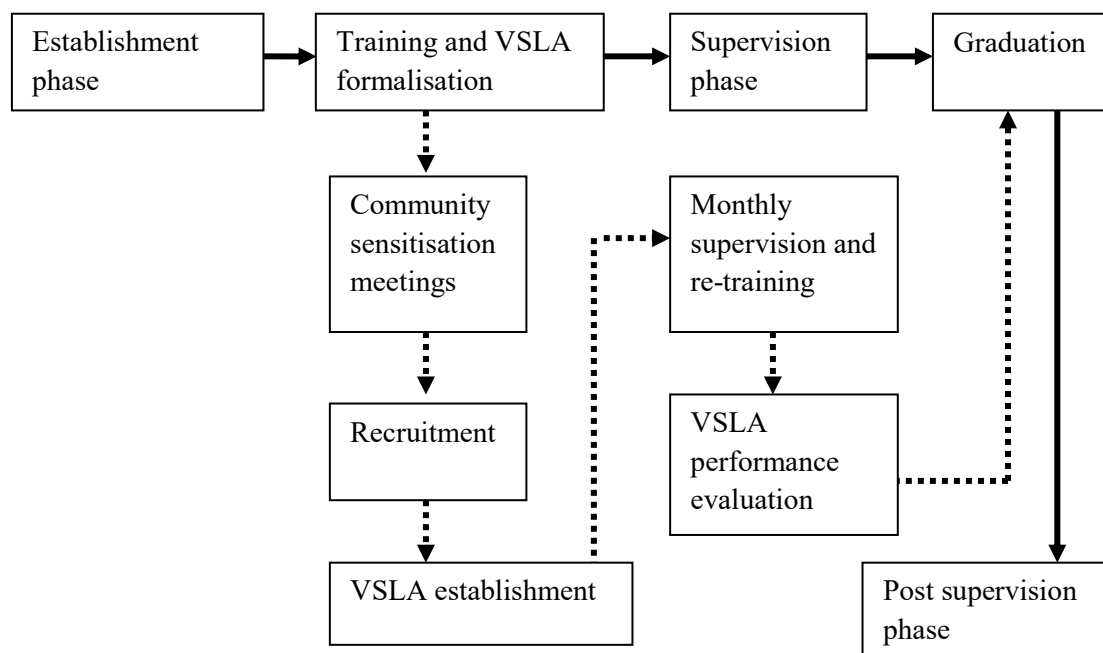 Establishment
phase
Training and VSLA
formalisation
Supervision
phase
Graduation
Community
sensitisation
meetings
Monthly
supervision and
re-training
Recruitment
VSLA
performance
evaluation
VSLA establishment
Post supervision
phase